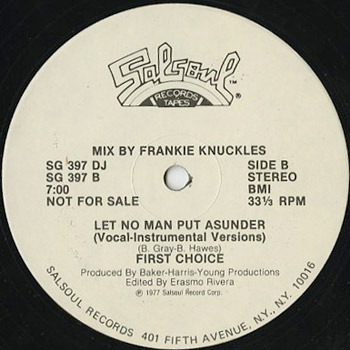 Salsoul
RECORDS
TAPES
TM
®
MIX BY FRANKIE KNUCKLES
SG 397 DJ SIDE B
SG 397 B STEREO
7:00 BMI
NOT FOR SALE 33⅓ RPM
LET NO MAN PUT ASUNDER
(Vocal-Instrumental Versions)
(B. Gray-B. Hawes)
FIRST CHOICE
Produced By Baker-Harris-Young Productions
Edited By Erasmo Rivera
℗ 1977 Salsoul Record Corp.
SALSOUL RECORDS 401 FIFTH AVENUE, N.Y., N.Y. 10016